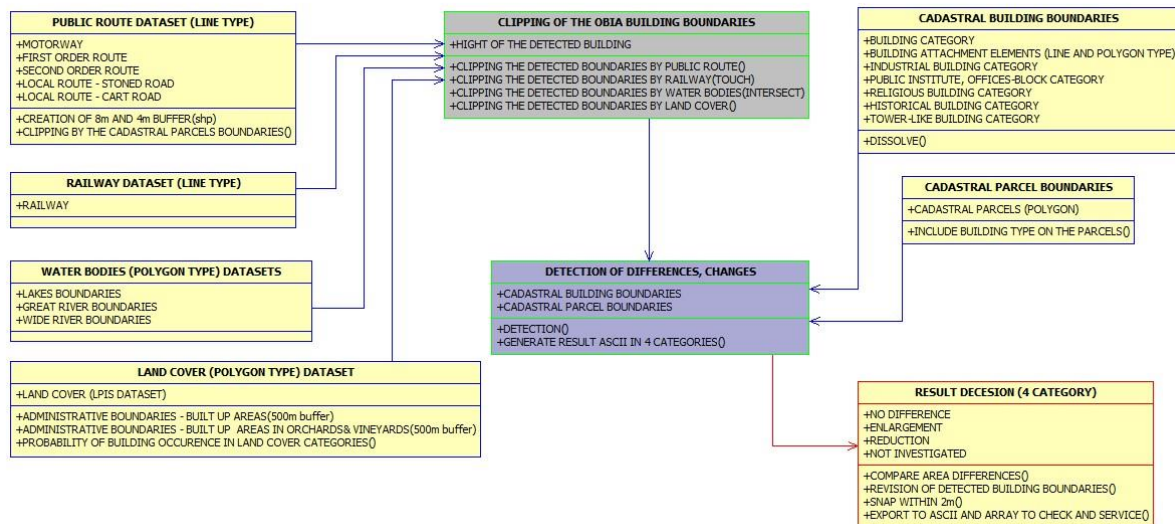 PUBLIC ROUTE DATASET (LINE TYPE)
+MOTORWAY
+FIRST ORDER ROUTE
+SECOND ORDER ROUTE
+LOCAL ROUTE - STONED ROAD
+LOCAL ROUTE - CART ROAD
+CREATION OF 8m AND 4m BUFFER(shp)
+CLIPPING BY THE CADASTRAL PARCELS BOUNDARIES()
RAILWAY DATASET (LINE TYPE)
+RAILWAY
WATER BODIES (POLYGON TYPE) DATASETS
+LAKES BOUNDARIES
+GREAT RIVER BOUNDARIES
+WIDE RIVER BOUNDARIES
LAND COVER (POLYGON TYPE) DATASET
+LAND COVER (LPIS DATASET)
+ADMINISTRATIVE BOUNDARIES - BUILT UP AREAS(500m buffer)
+ADMINISTRATIVE BOUNDARIES - BUILT UP AREAS IN ORCHARDS& VINEYARDS(500m buffer)
+PROBABILITY OF BUILDING OCCURENCE IN LAND COVER CATEGORIES()
CLIPPING OF THE OBIA BUILDING BOUNDARIES
+HIGHT OF THE DETECTED BUILDING
+CLIPPING THE DETECTED BOUNDARIES BY PUBLIC ROUTE()
+CLIPPING THE DETECTED BOUNDARIES BY RAILWAY(TOUCH)
+CLIPPING THE DETECTED BOUNDARIES BY WATER BODIES(INTERSECT)
+CLIPPING THE DETECTED BOUNDARIES BY LAND COVER()
DETECTION OF DIFFERENCES, CHANGES
+CADASTRAL BUILDING BOUNDARIES
+CADASTRAL PARCEL BOUNDARIES
+DETECTION()
+GENERATE RESULT ASCII IN 4 CATEGORIES()
CADASTRAL BUILDING BOUNDARIES
+BUILDING CATEGORY
+BUILDING ATTACHMENT ELEMENTS (LINE AND POLYGON TYPE)
+INDUSTRIAL BUILDING CATEGORY
+PUBLIC INSTITUTE, OFFICES-BLOCK CATEGORY
+RELIGIOUS BUILDING CATEGORY
+HISTORICAL BUILDING CATEGORY
+TOWER-LIKE BUILDING CATEGORY
+DISSOLVE()
CADASTRAL PARCEL BOUNDARIES
+CADASTRAL PARCELS (POLYGON)
+INCLUDE BUILDING TYPE ON THE PARCELS()
RESULT DECESION (4 CATEGORY)
+NO DIFFERENCE
+ENLARGEMENT
+REDUCTION
+NOT INVESTIGATED
+COMPARE AREA DIFFERENCES()
+REVISION OF DETECTED BUILDING BOUNDARIES()
+SNAP WITHIN 2m()
+EXPORT TO ASCII AND ARRAY TO CHECK AND SERVICE()